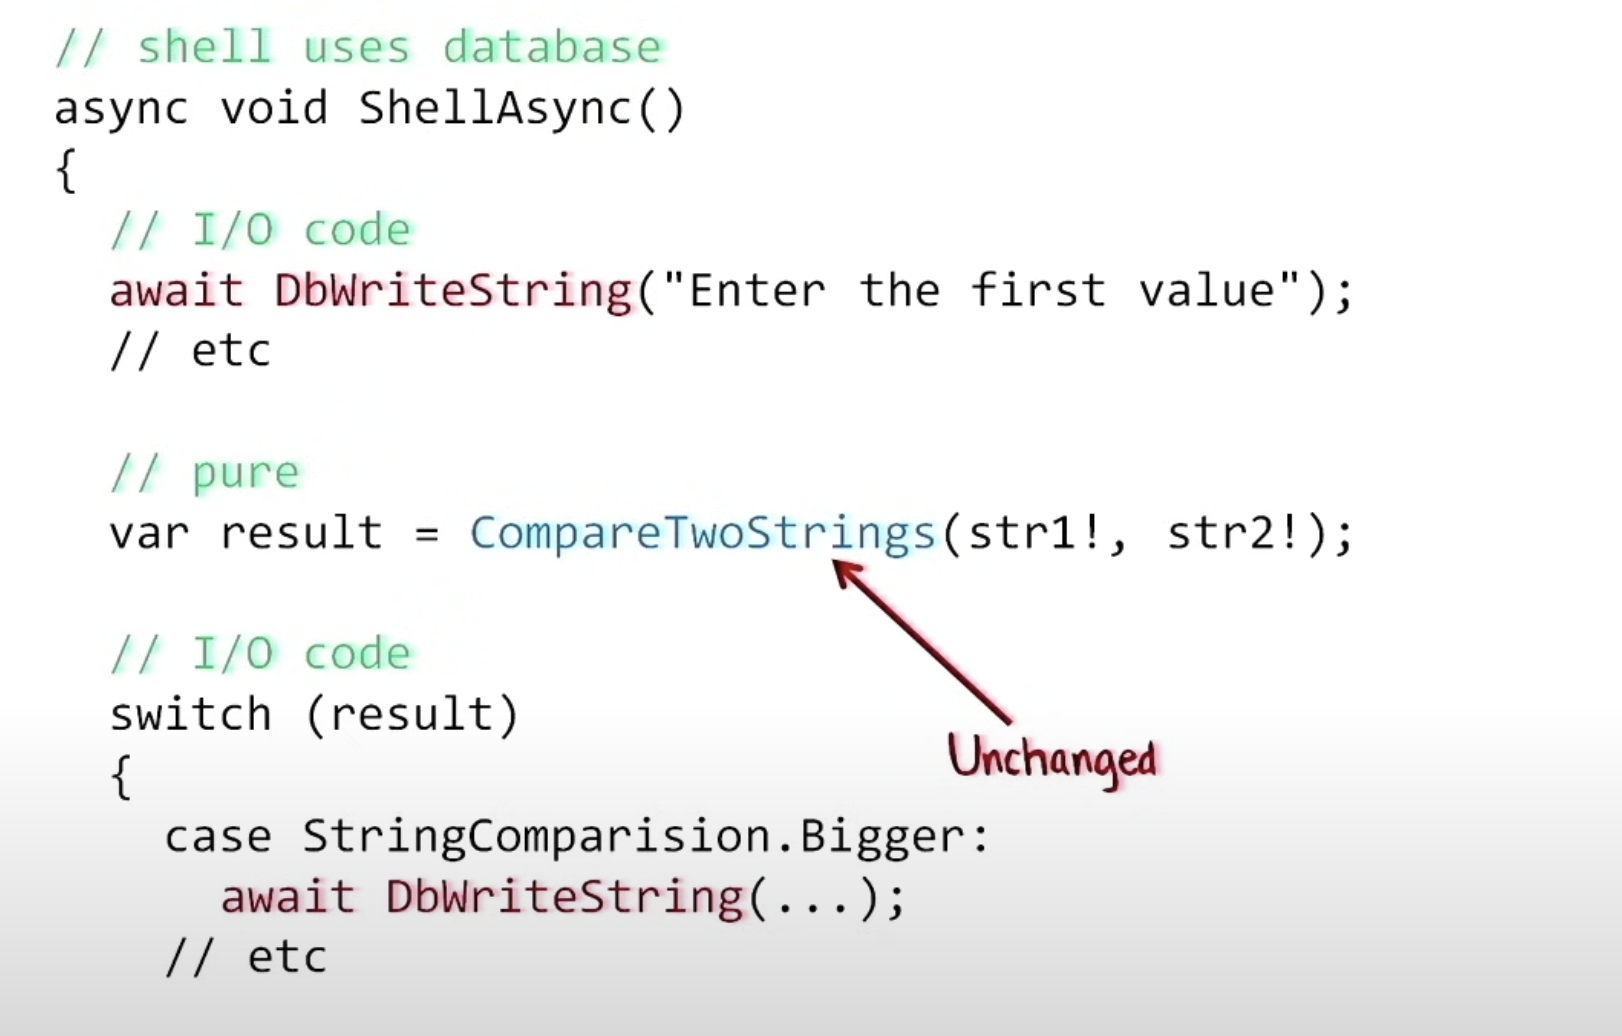 // shell uses database
async void ShellAsync()
{
// I/O code
await DbWriteString("Enter the first value");
// etc
// pure
var result = CompareTwoStrings(str1!, str2!);
// I/O code
switch (result)
{
Unchanged
case StringComparision.Bigger:
await DbWriteString(...);
// etc